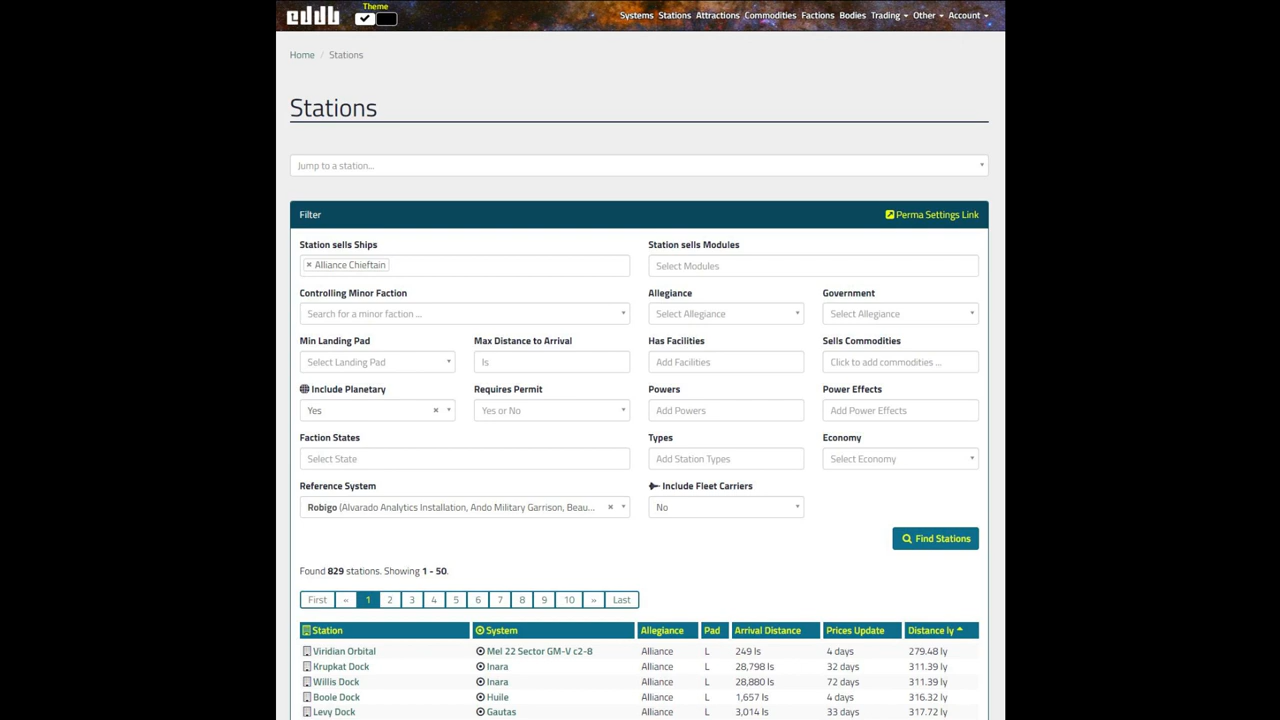 eddb
Theme
Systems Stations Attractions Commodities Factions Bodies Trading Other Account
Home / Stations
Stations
Jump to a station...
Filter
Perma Settings Link
Station sells Ships
Station sells Modules
× Alliance Chieftain
Select Modules
Controlling Minor Faction
Allegiance
Government
Search for a minor faction ...
Select Allegiance
Select Allegiance
Min Landing Pad
Max Distance to Arrival
Has Facilities
Sells Commodities
Select Landing Pad
ls
Add Facilities
Click to add commodities ...
Include Planetary
Requires Permit
Powers
Power Effects
Yes ×
Yes or No
Add Powers
Add Power Effects
Faction States
Types
Economy
Select State
Add Station Types
Select Economy
Reference System
Include Fleet Carriers
Robigo (Alvarado Analytics Installation, Ando Military Garrison, Beau... ×
No
Find Stations
Found 829 stations. Showing 1 - 50.
First « 1 2 3 4 5 6 7 8 9 10 » Last
Station System Allegiance Pad Arrival Distance Prices Update Distance ly
Viridian Orbital Mel 22 Sector GM-V c2-8 Alliance L 249 ls 4 days 279.48 ly
Krupkat Dock Inara Alliance L 28,798 ls 32 days 311.39 ly
Willis Dock Inara Alliance L 28,880 ls 72 days 311.39 ly
Boole Dock Huile Alliance L 1,657 ls 4 days 316.32 ly
Levy Dock Gautas Alliance L 3,014 ls 33 days 317.72 ly